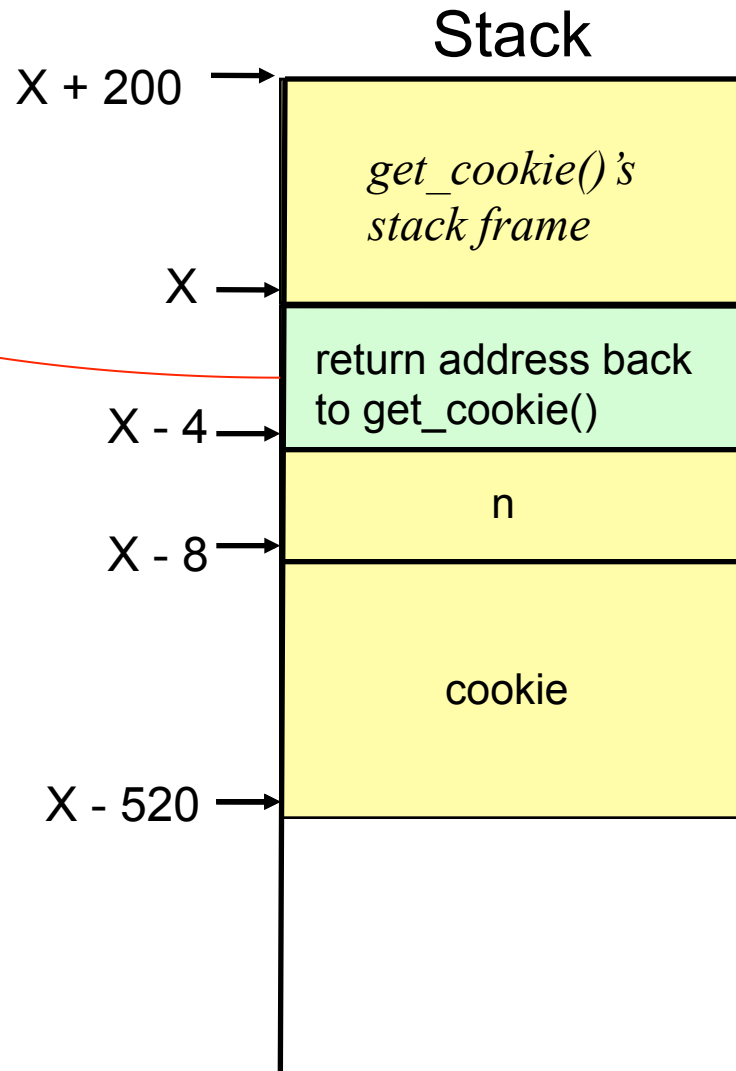 Stack
X + 200
get_cookie()’s
stack frame
X
return address back
to get_cookie()
X - 4
n
X - 8
cookie
X - 520